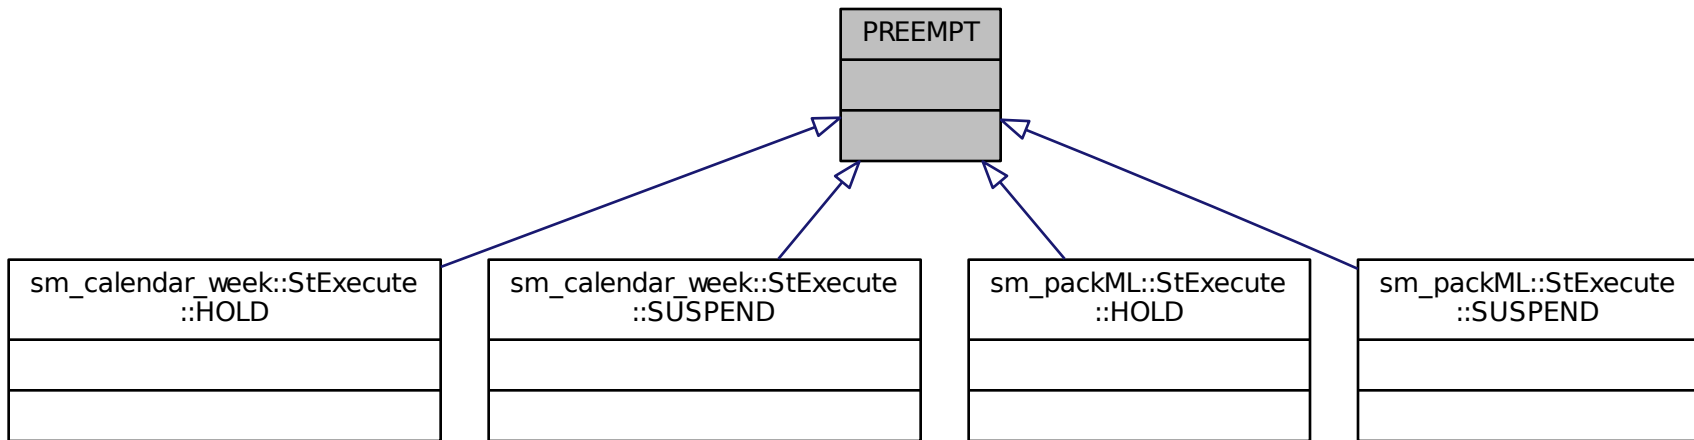 PREEMPT
sm_calendar_week::StExecute
::HOLD
sm_calendar_week::StExecute
::SUSPEND
sm_packML::StExecute
::HOLD
sm_packML::StExecute
::SUSPEND